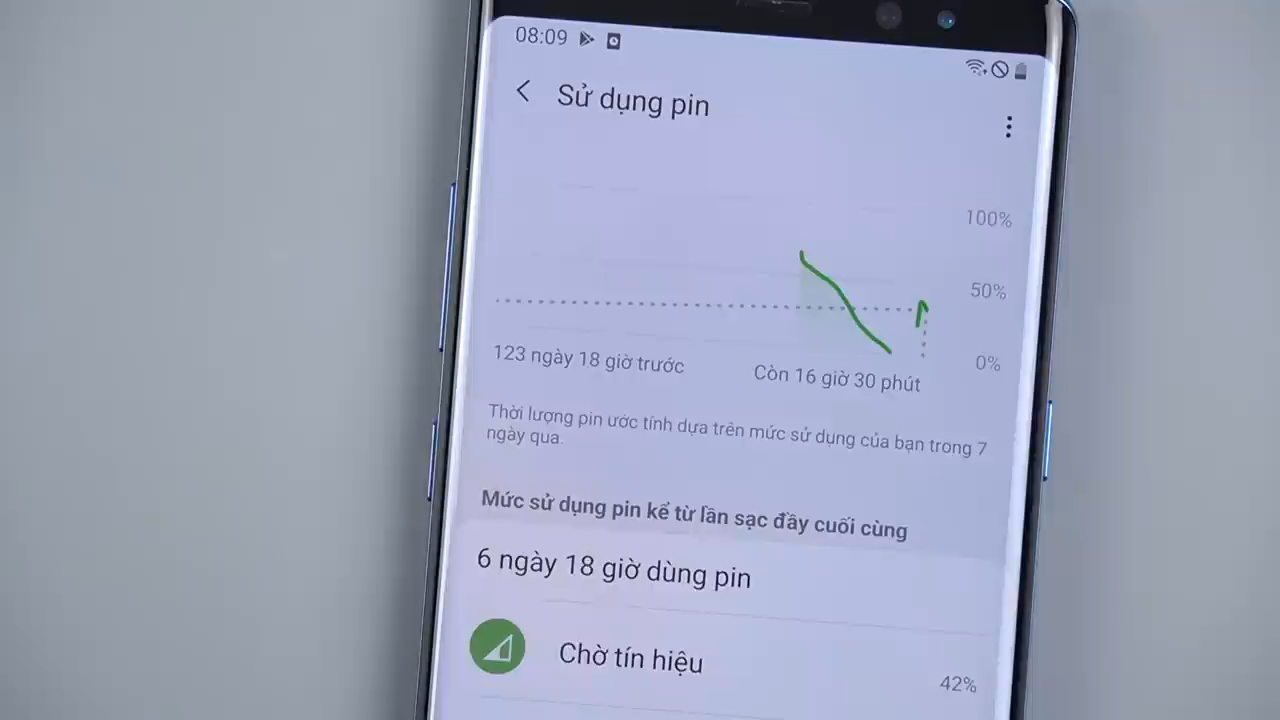 08:09
Sử dụng pin
100%
50%
0%
123 ngày 18 giờ trước
Còn 16 giờ 30 phút
Thời lượng pin ước tính dựa trên mức sử dụng của bạn trong 7
ngày qua.
Mức sử dụng pin kể từ lần sạc đầy cuối cùng
6 ngày 18 giờ dùng pin
Chờ tín hiệu
42%